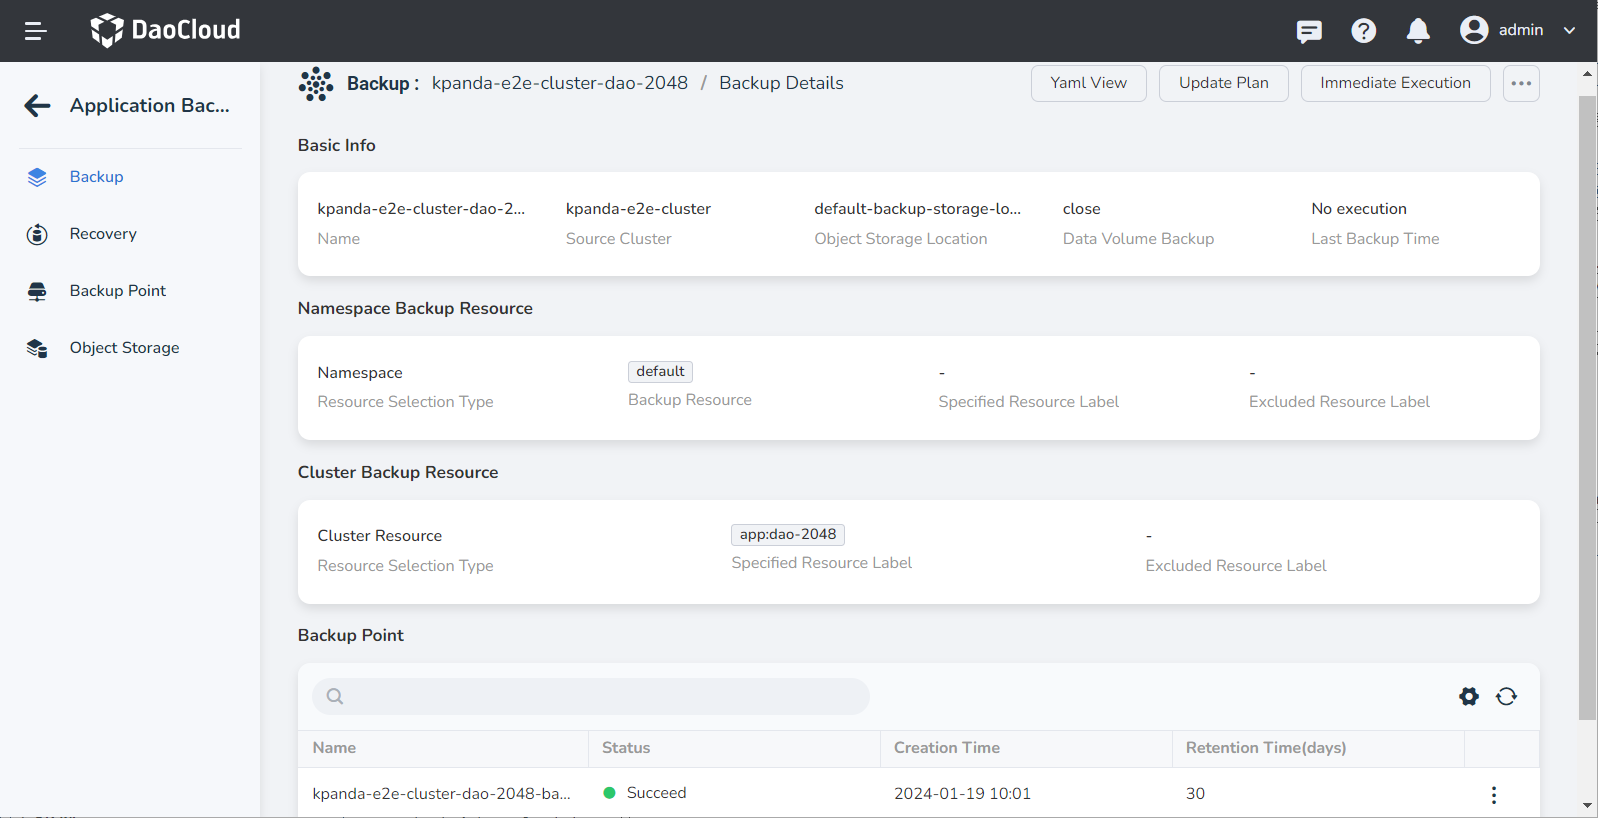 DaoCloud
admin
Application Bac...
Backup
Recovery
Backup Point
Object Storage
Backup : kpanda-e2e-cluster-dao-2048 / Backup Details
Yaml View
Update Plan
Immediate Execution
Basic Info
kpanda-e2e-cluster-dao-2...
Name
kpanda-e2e-cluster
Source Cluster
default-backup-storage-lo...
Object Storage Location
close
Data Volume Backup
No execution
Last Backup Time
Namespace Backup Resource
Namespace
Resource Selection Type
default
Backup Resource
-
Specified Resource Label
-
Excluded Resource Label
Cluster Backup Resource
Cluster Resource
Resource Selection Type
app:dao-2048
Specified Resource Label
-
Excluded Resource Label
Backup Point
Name Status Creation Time Retention Time(days)
kpanda-e2e-cluster-dao-2048-ba... Succeed 2024-01-19 10:01 30